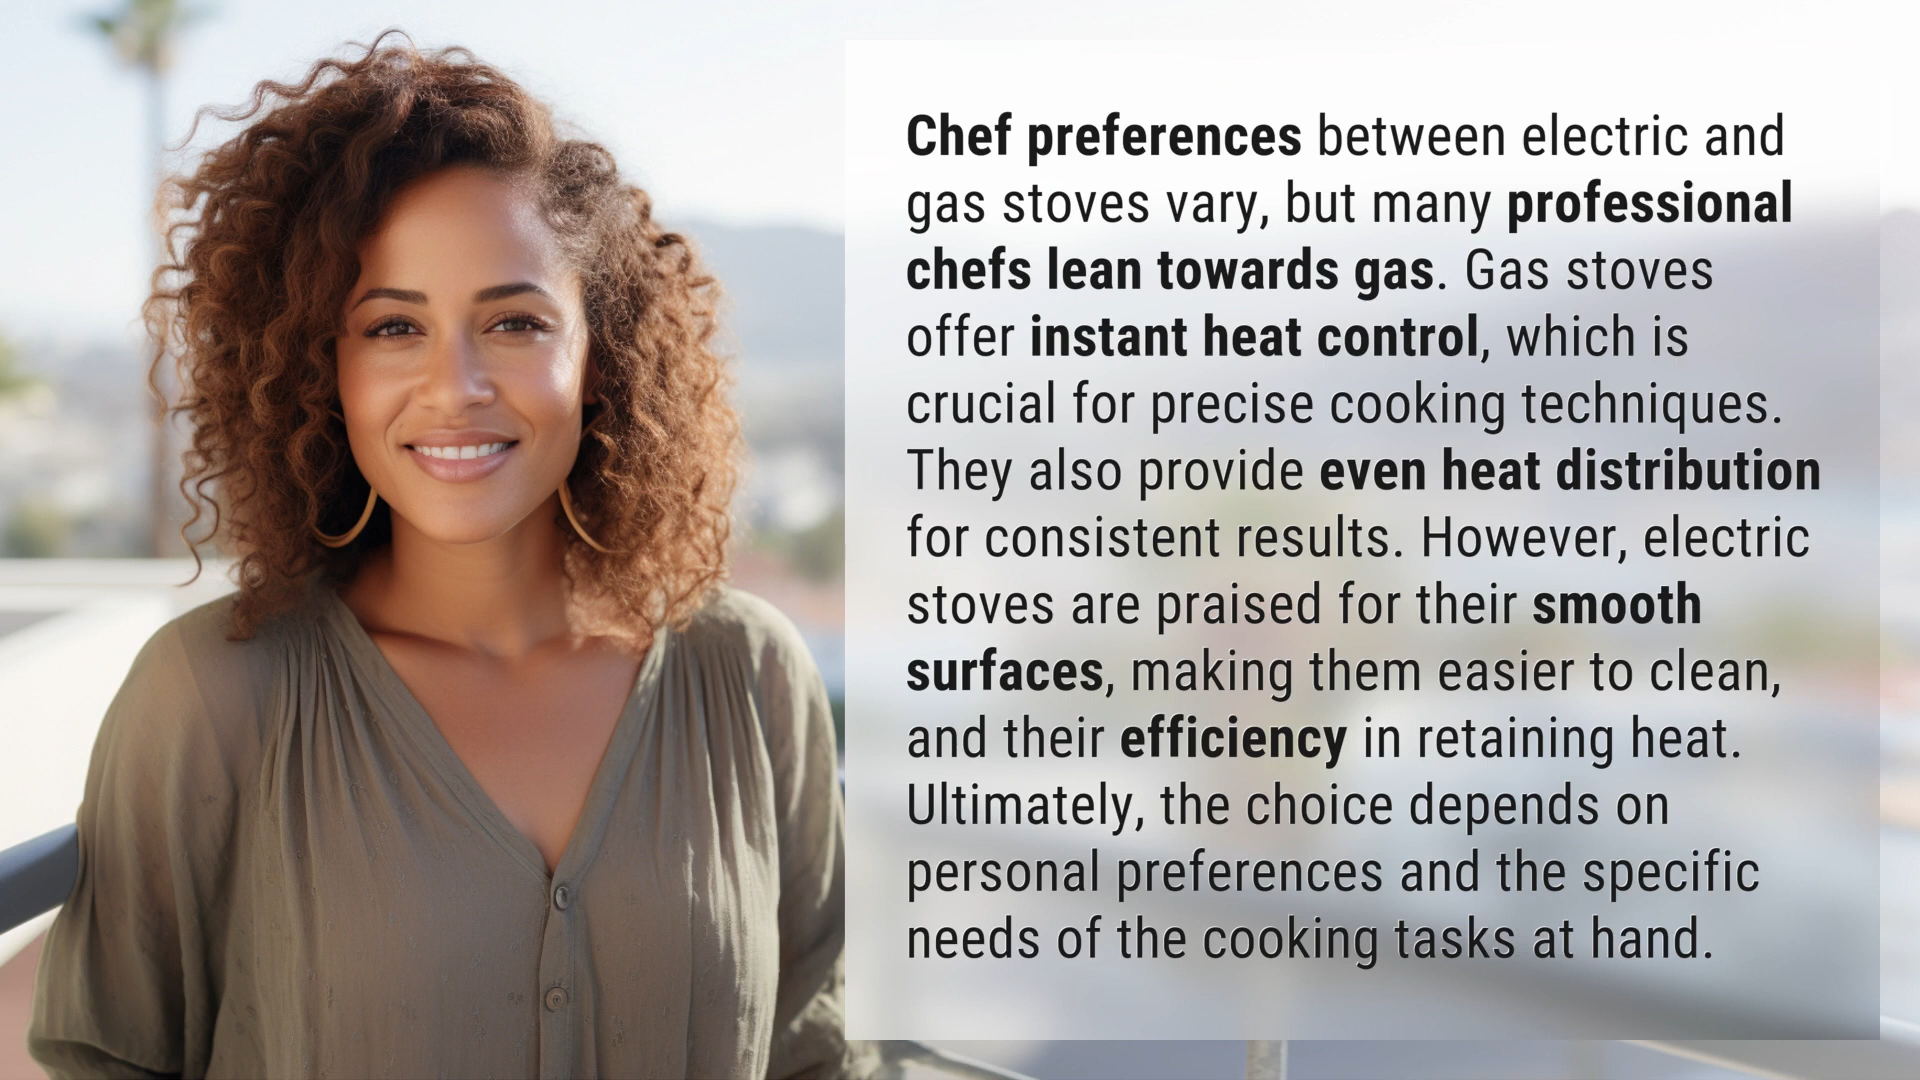 Chef preferences between electric and
gas stoves vary, but many professional
chefs lean towards gas. Gas stoves
offer instant heat control, which is
crucial for precise cooking techniques.
They also provide even heat distribution
for consistent results. However, electric
stoves are praised for their smooth
surfaces, making them easier to clean,
and their efficiency in retaining heat.
Ultimately, the choice depends on
personal preferences and the specific
needs of the cooking tasks at hand.